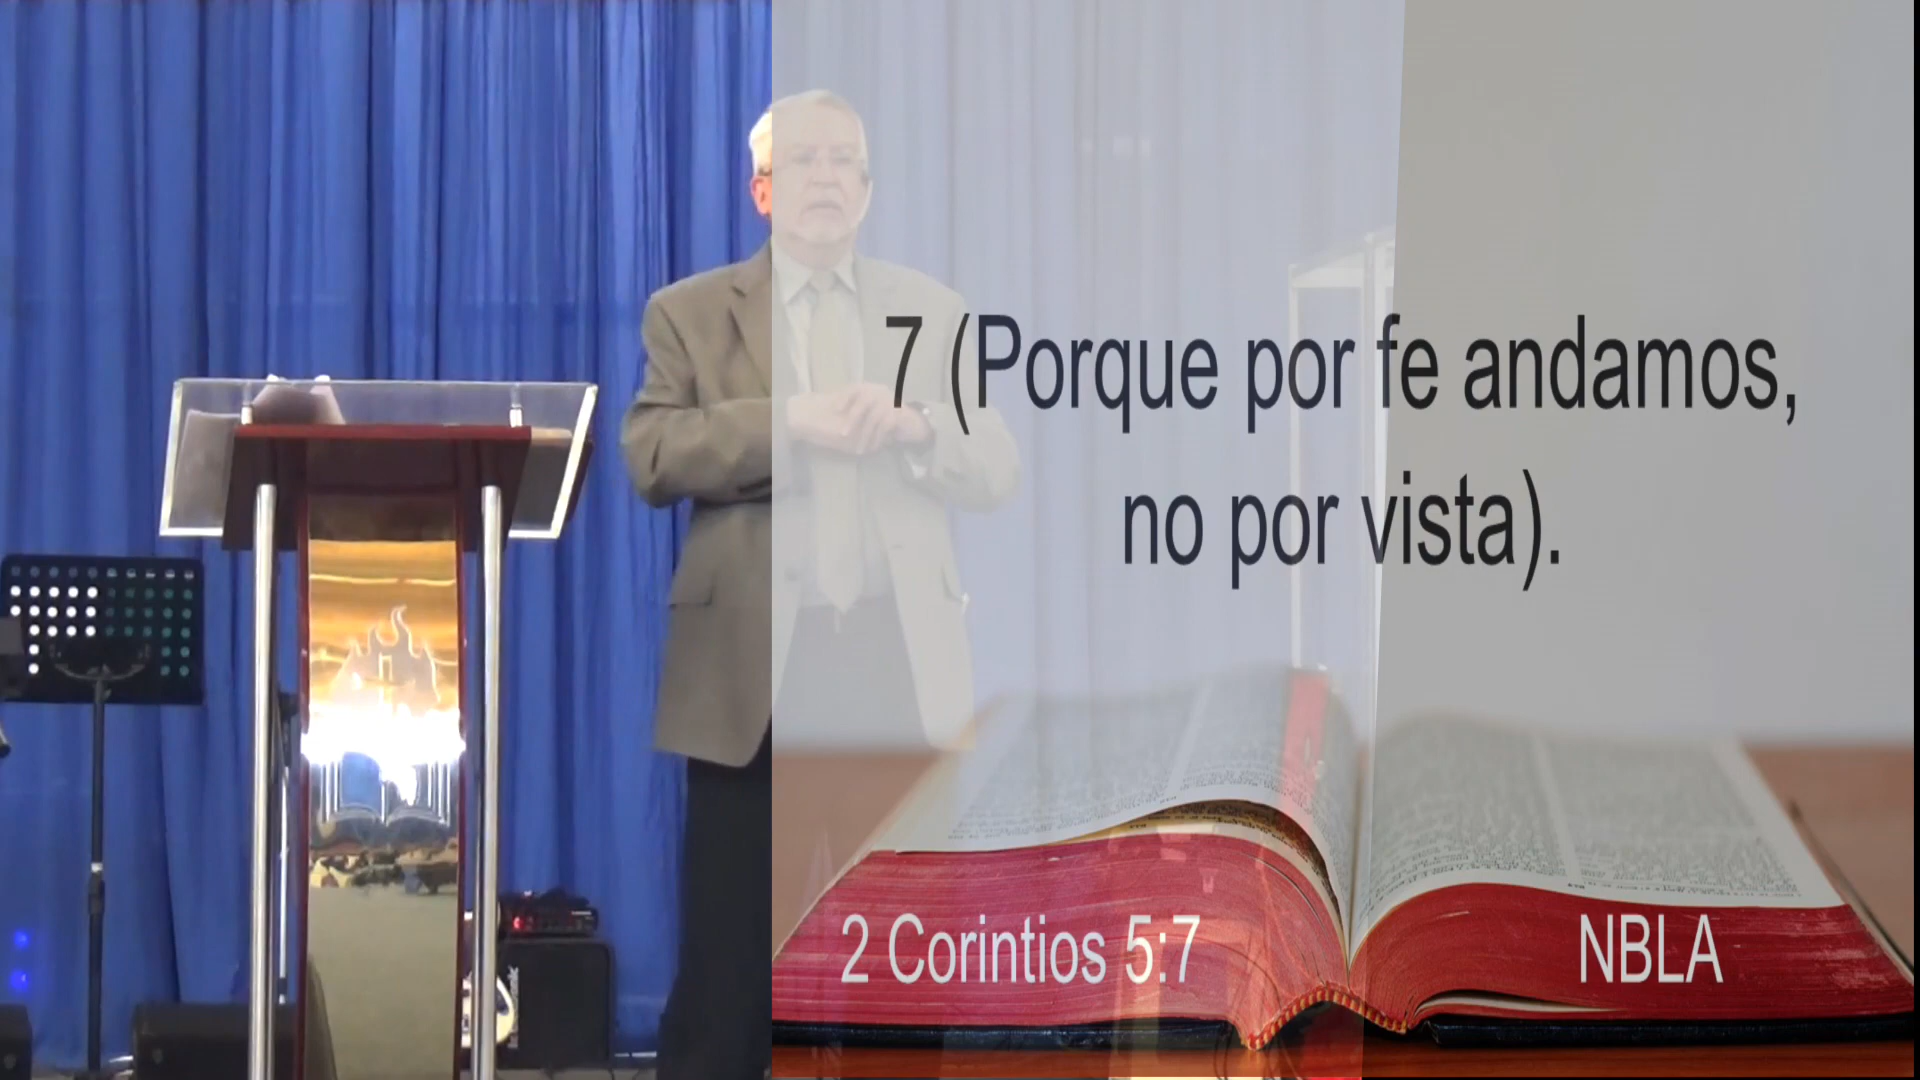 7 (Porque por fe andamos,
no por vista).
2 Corintios 5:7
NBLA